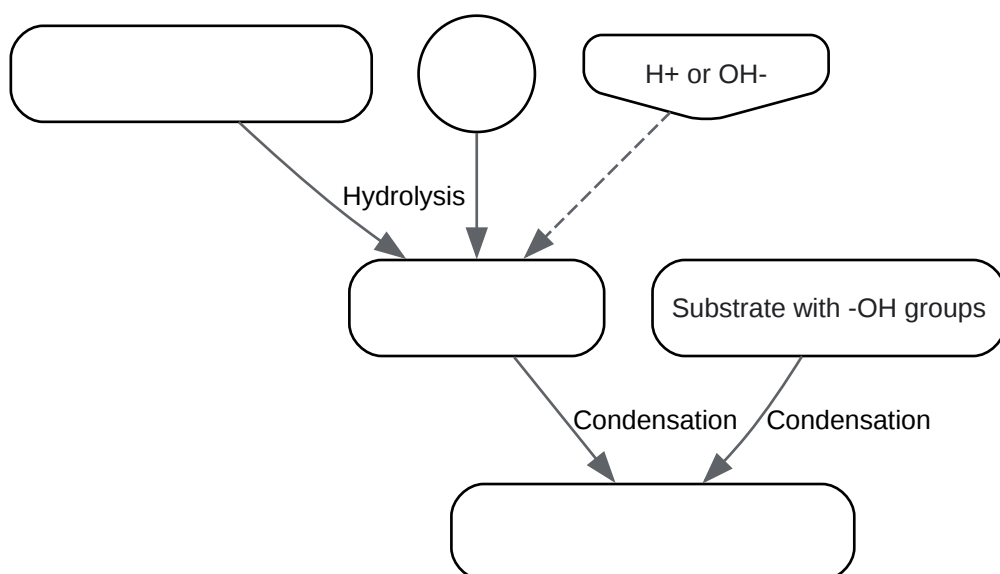 H+ or OH-
Hydrolysis
Substrate with -OH groups
Condensation
Condensation